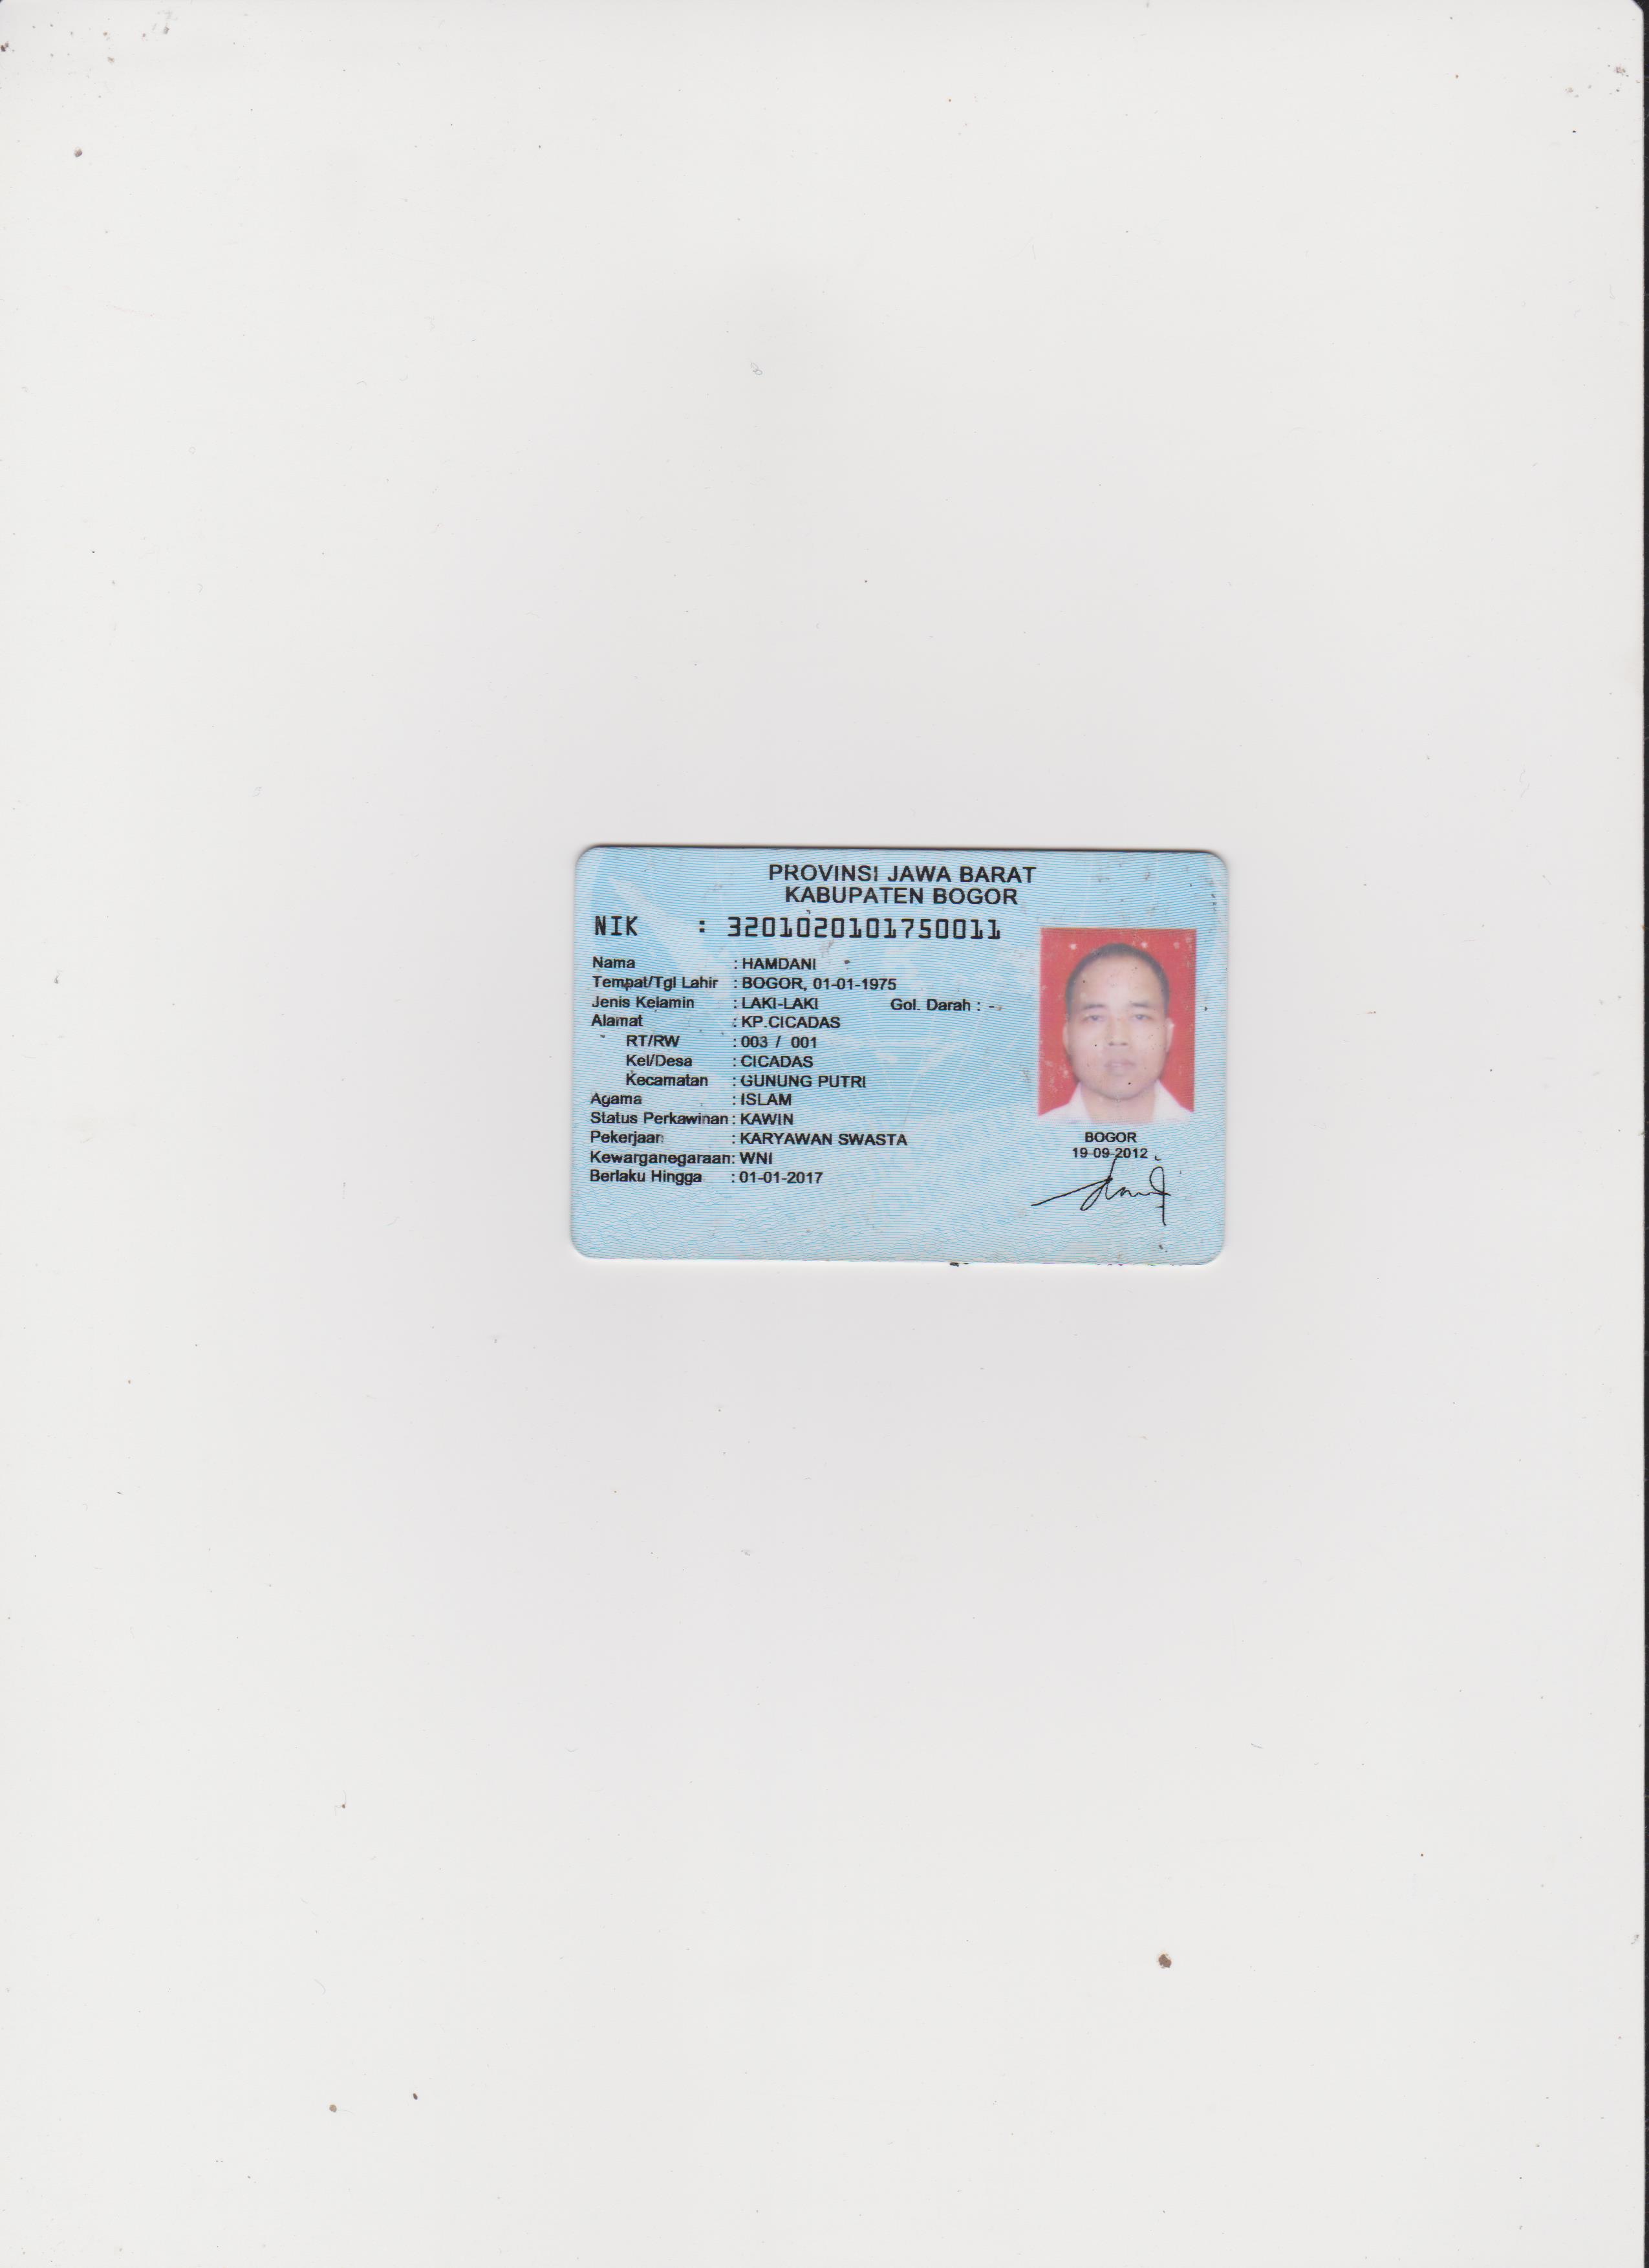 PROVINSI JAWA BARAT
KABUPATEN BOGOR
NIK : 3201020101750011
Nama : HAMDANI
Tempat/Tgl Lahir : BOGOR, 01-01-1975
Jenis Kelamin : LAKI-LAKI Gol. Darah : -
Alamat : KP.CICADAS
RT/RW : 003 / 001
Kel/Desa : CICADAS
Kecamatan : GUNUNG PUTRI
Agama : ISLAM
Status Perkawinan : KAWIN
Pekerjaan : KARYAWAN SWASTA
Kewarganegaraan: WNI
Berlaku Hingga : 01-01-2017
BOGOR
19-09-2012